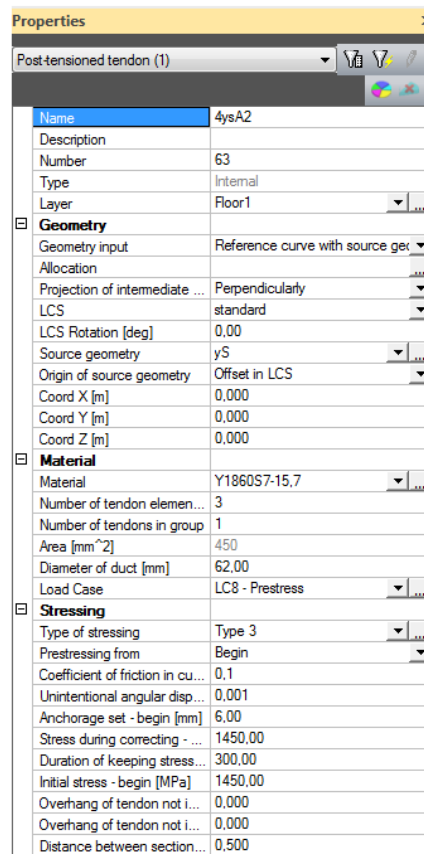 Properties
Post-tensioned tendon (1)
Name 4ysA2
Description
Number 63
Type Internal
Layer Floor1 ...
Geometry
Geometry input Reference curve with source geo
Allocation ...
Projection of intermediate ... Perpendicularly
LCS standard
LCS Rotation [deg] 0,00
Source geometry yS ...
Origin of source geometry Offset in LCS
Coord X [m] 0,000
Coord Y [m] 0,000
Coord Z [m] 0,000
Material
Material Y1860S7-15,7 ...
Number of tendon elemen... 3
Number of tendons in group 1
Area [mm^2] 450
Diameter of duct [mm] 62,00
Load Case LC8 - Prestress ...
Stressing
Type of stressing Type 3 ...
Prestressing from Begin
Coefficient of friction in cu... 0,1
Unintentional angular disp... 0,001
Anchorage set - begin [mm] 6,00
Stress during correcting - ... 1450,00
Duration of keeping stress... 300,00
Initial stress - begin [MPa] 1450,00
Overhang of tendon not i... 0,000
Overhang of tendon not i... 0,000
Distance between section... 0,500